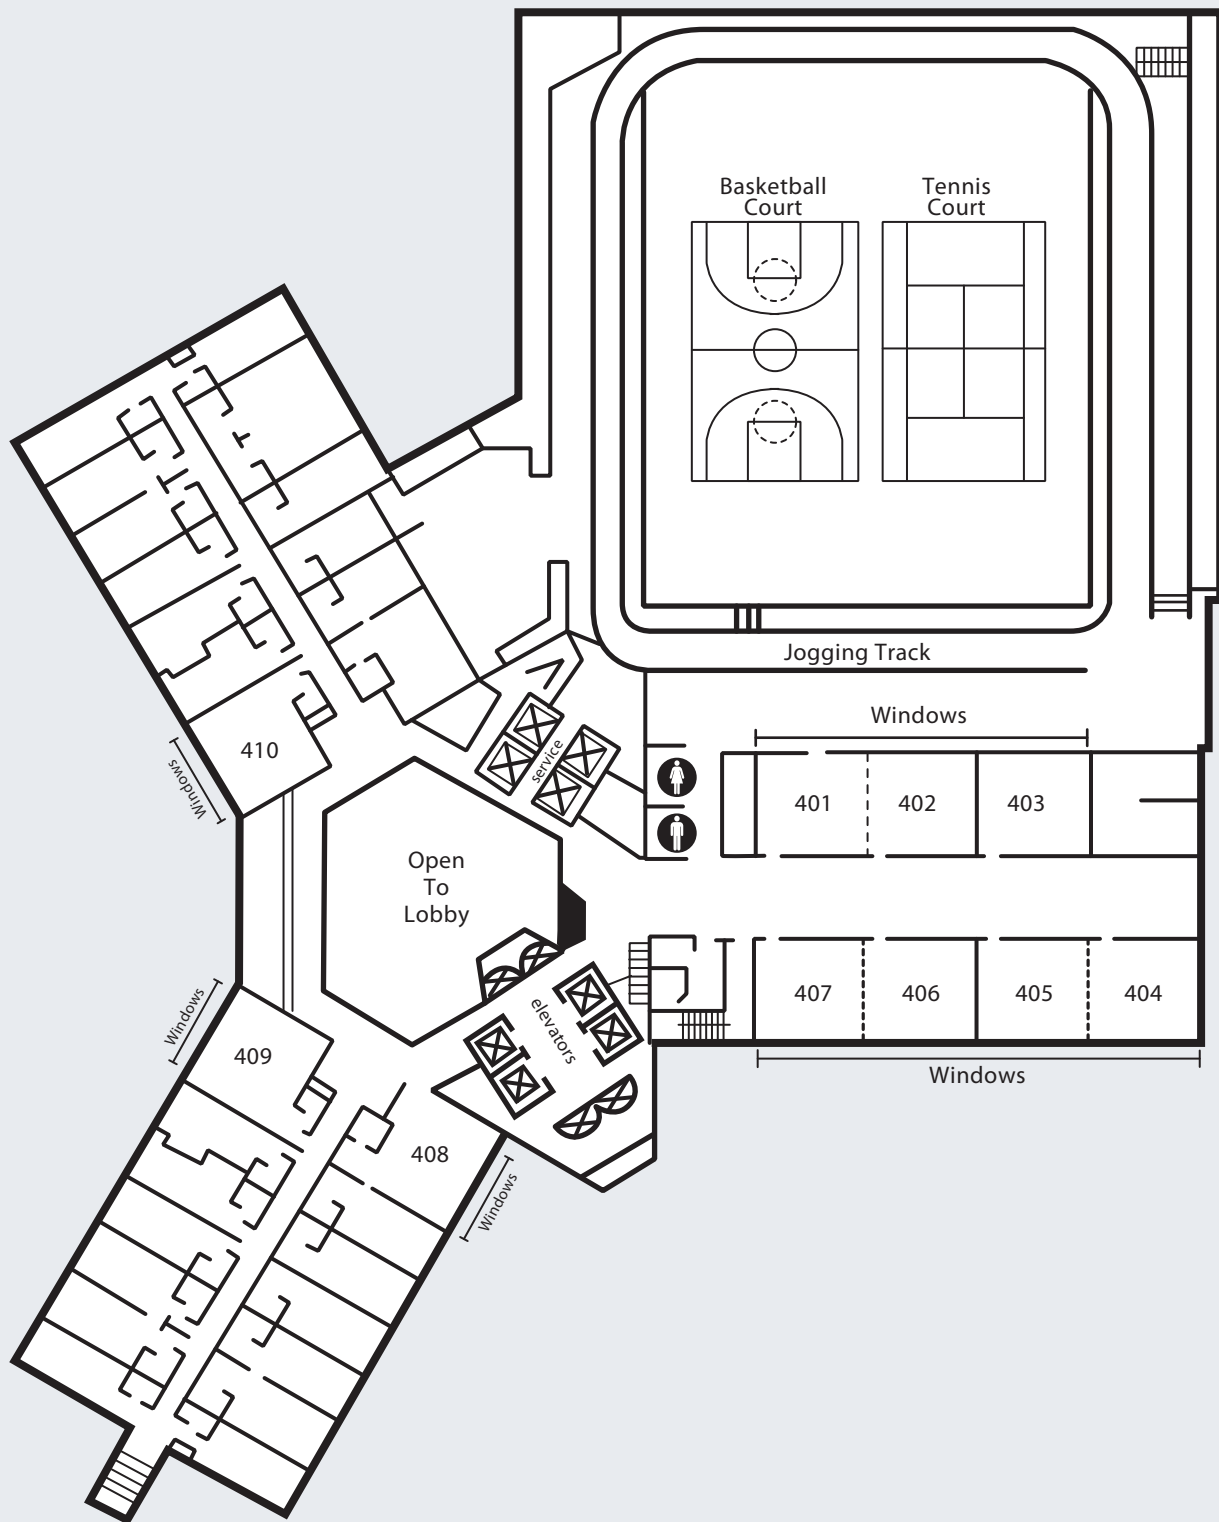 Basketball
Court
Tennis
Court
Jogging Track
Windows
410
Windows
service
401
402
403
Open
To
Lobby
407
406
405
404
elevators
Windows
Windows
409
408
Windows